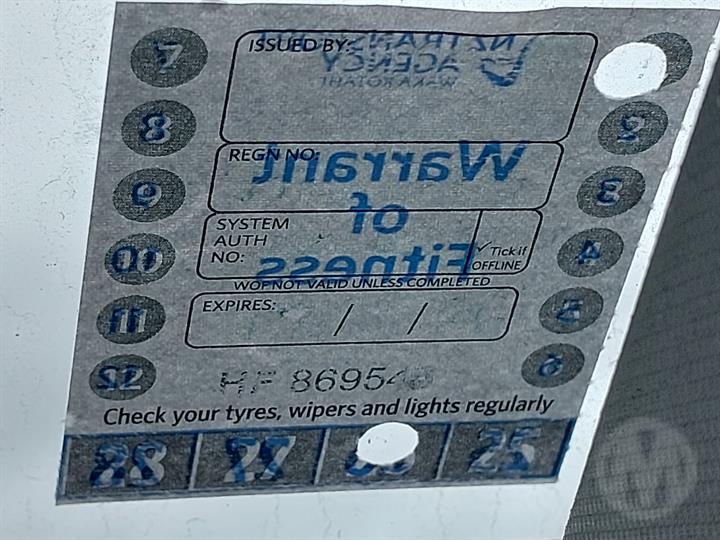 ISSUED BY:
NZ TRANSPORT
AGENCY
WAKA KOTAHI
REGN NO:
Warrant
of
Fitness
SYSTEM
AUTH
NO:
✓ Tick if
OFFLINE
WOF NOT VALID UNLESS COMPLETED
EXPIRES: / /
HF 8695
Check your tyres, wipers and lights regularly
7
8
9
10
11
12
2
3
4
5
6
25